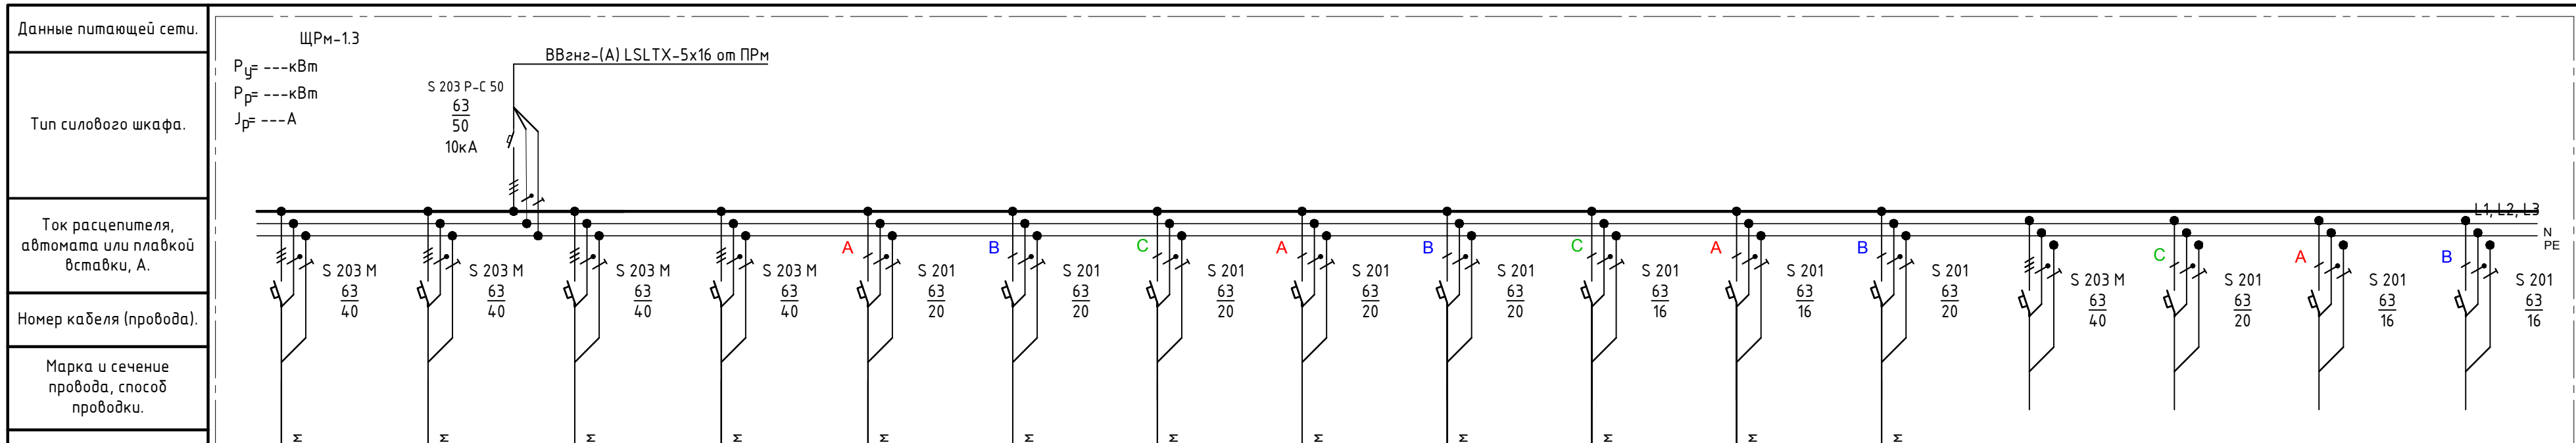 Данные питающей сети.
Тип силового шкафа.
Ток расцепителя,
автомата или плавкой
вставки, А.
Номер кабеля (провода).
Марка и сечение
провода, способ
проводки.
ЩРм-1.3
Pу= ---кВт
Pр= ---кВт
Jр= ---А
ВВгнг-(А) LSLTX-5х16 от ПРм
S 203 P-C 50
63
50
10кА
L1, L2, L3
N
PE
S 203 M
63
40
S 203 M
63
40
S 203 M
63
40
S 203 M
63
40
A
S 201
63
20
B
S 201
63
20
C
S 201
63
20
A
S 201
63
20
B
S 201
63
20
C
S 201
63
16
A
S 201
63
16
B
S 201
63
20
S 203 M
63
40
C
S 201
63
20
A
S 201
63
16
B
S 201
63
16